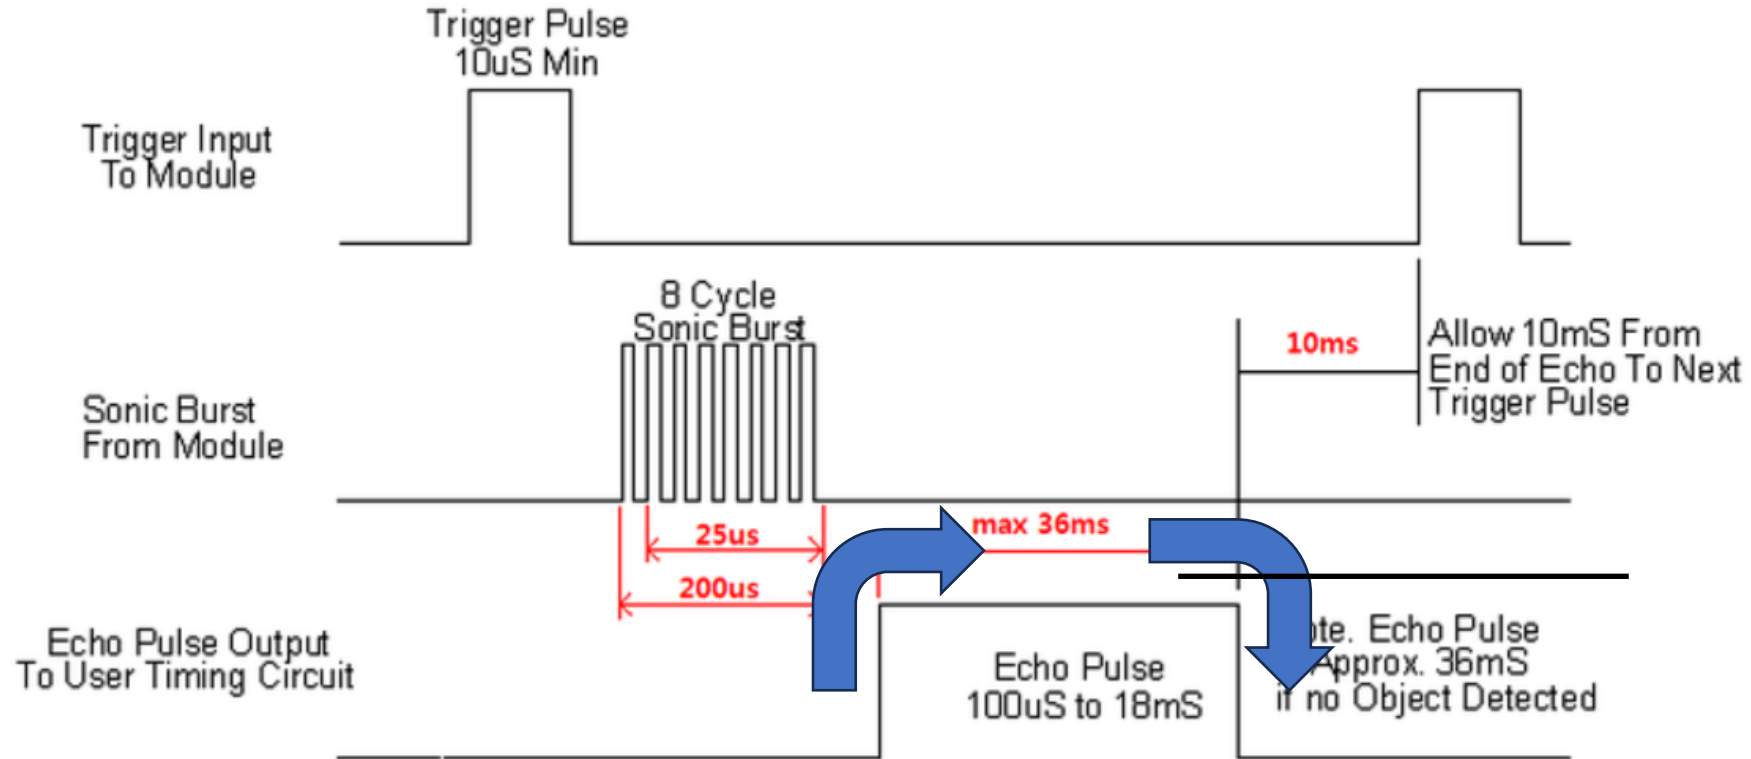 Trigger Pulse
10uS Min
Trigger Input
To Module
8 Cycle
Sonic Burst
10ms
Allow 10mS From
End of Echo To Next
Trigger Pulse
Sonic Burst
From Module
max 36ms
25us
200us
Echo Pulse Output
To User Timing Circuit
Echo Pulse
100uS to 18mS
Echo Pulse
Approx. 36mS
if no Object Detected